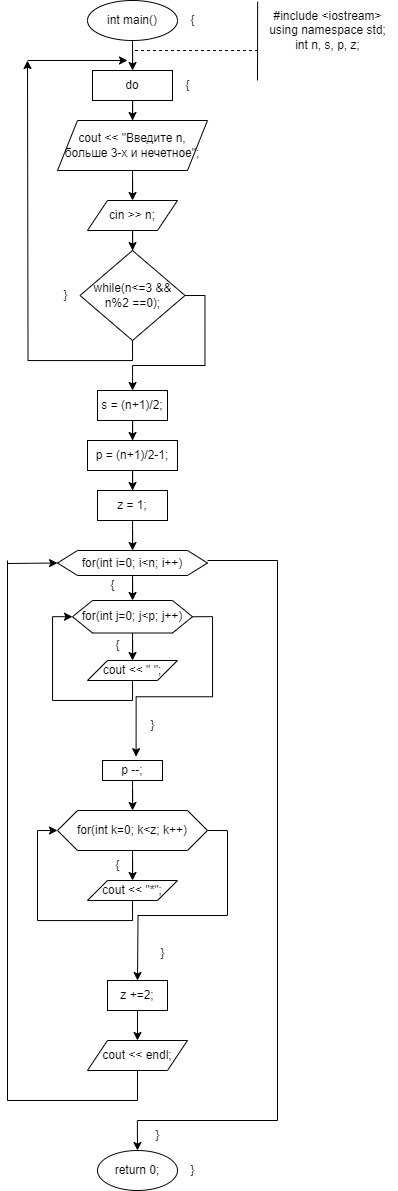 int main()
{
#include <iostream>
using namespace std;
int n, s, p, z;
do
{
cout << "Введите n,
больше 3-х и нечетное";
cin >> n;
while(n<=3 &&
n%2 ==0);
}
s = (n+1)/2;
p = (n+1)/2-1;
z = 1;
for(int i=0; i<n; i++)
{
for(int j=0; j<p; j++)
{
cout << " ";
}
p --;
for(int k=0; k<z; k++)
{
cout << "*";
}
z +=2;
cout << endl;
}
return 0;
}